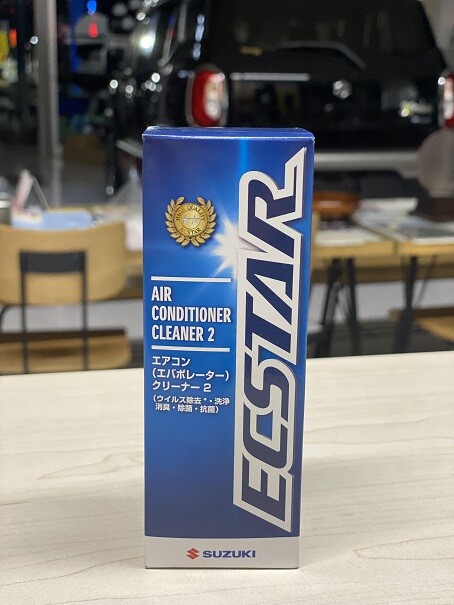 ECSTAR
AIR
CONDITIONER
CLEANER 2
エアコン
(エバポレーター)
クリーナー2
(ウイルス除去*・洗浄
消臭・除菌・抗菌)
SUZUKI